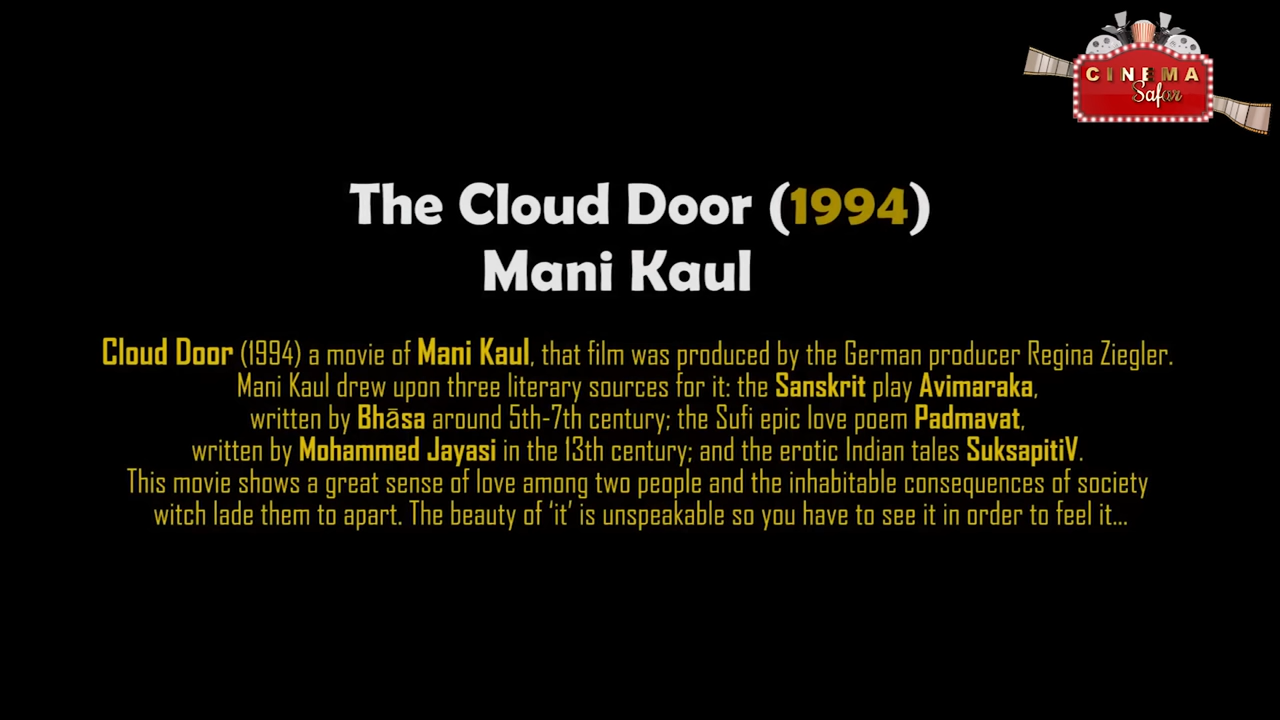 CINEMA
Safar
The Cloud Door (1994)
Mani Kaul
Cloud Door (1994) a movie of Mani Kaul, that film was produced by the German producer Regina Ziegler.
Mani Kaul drew upon three literary sources for it: the Sanskrit play Avimaraka,
written by Bhāsa around 5th-7th century; the Sufi epic love poem Padmavat,
written by Mohammed Jayasi in the 13th century; and the erotic Indian tales SuksapitiV.
This movie shows a great sense of love among two people and the inhabitable consequences of society
witch lade them to apart. The beauty of ‘it’ is unspeakable so you have to see it in order to feel it...